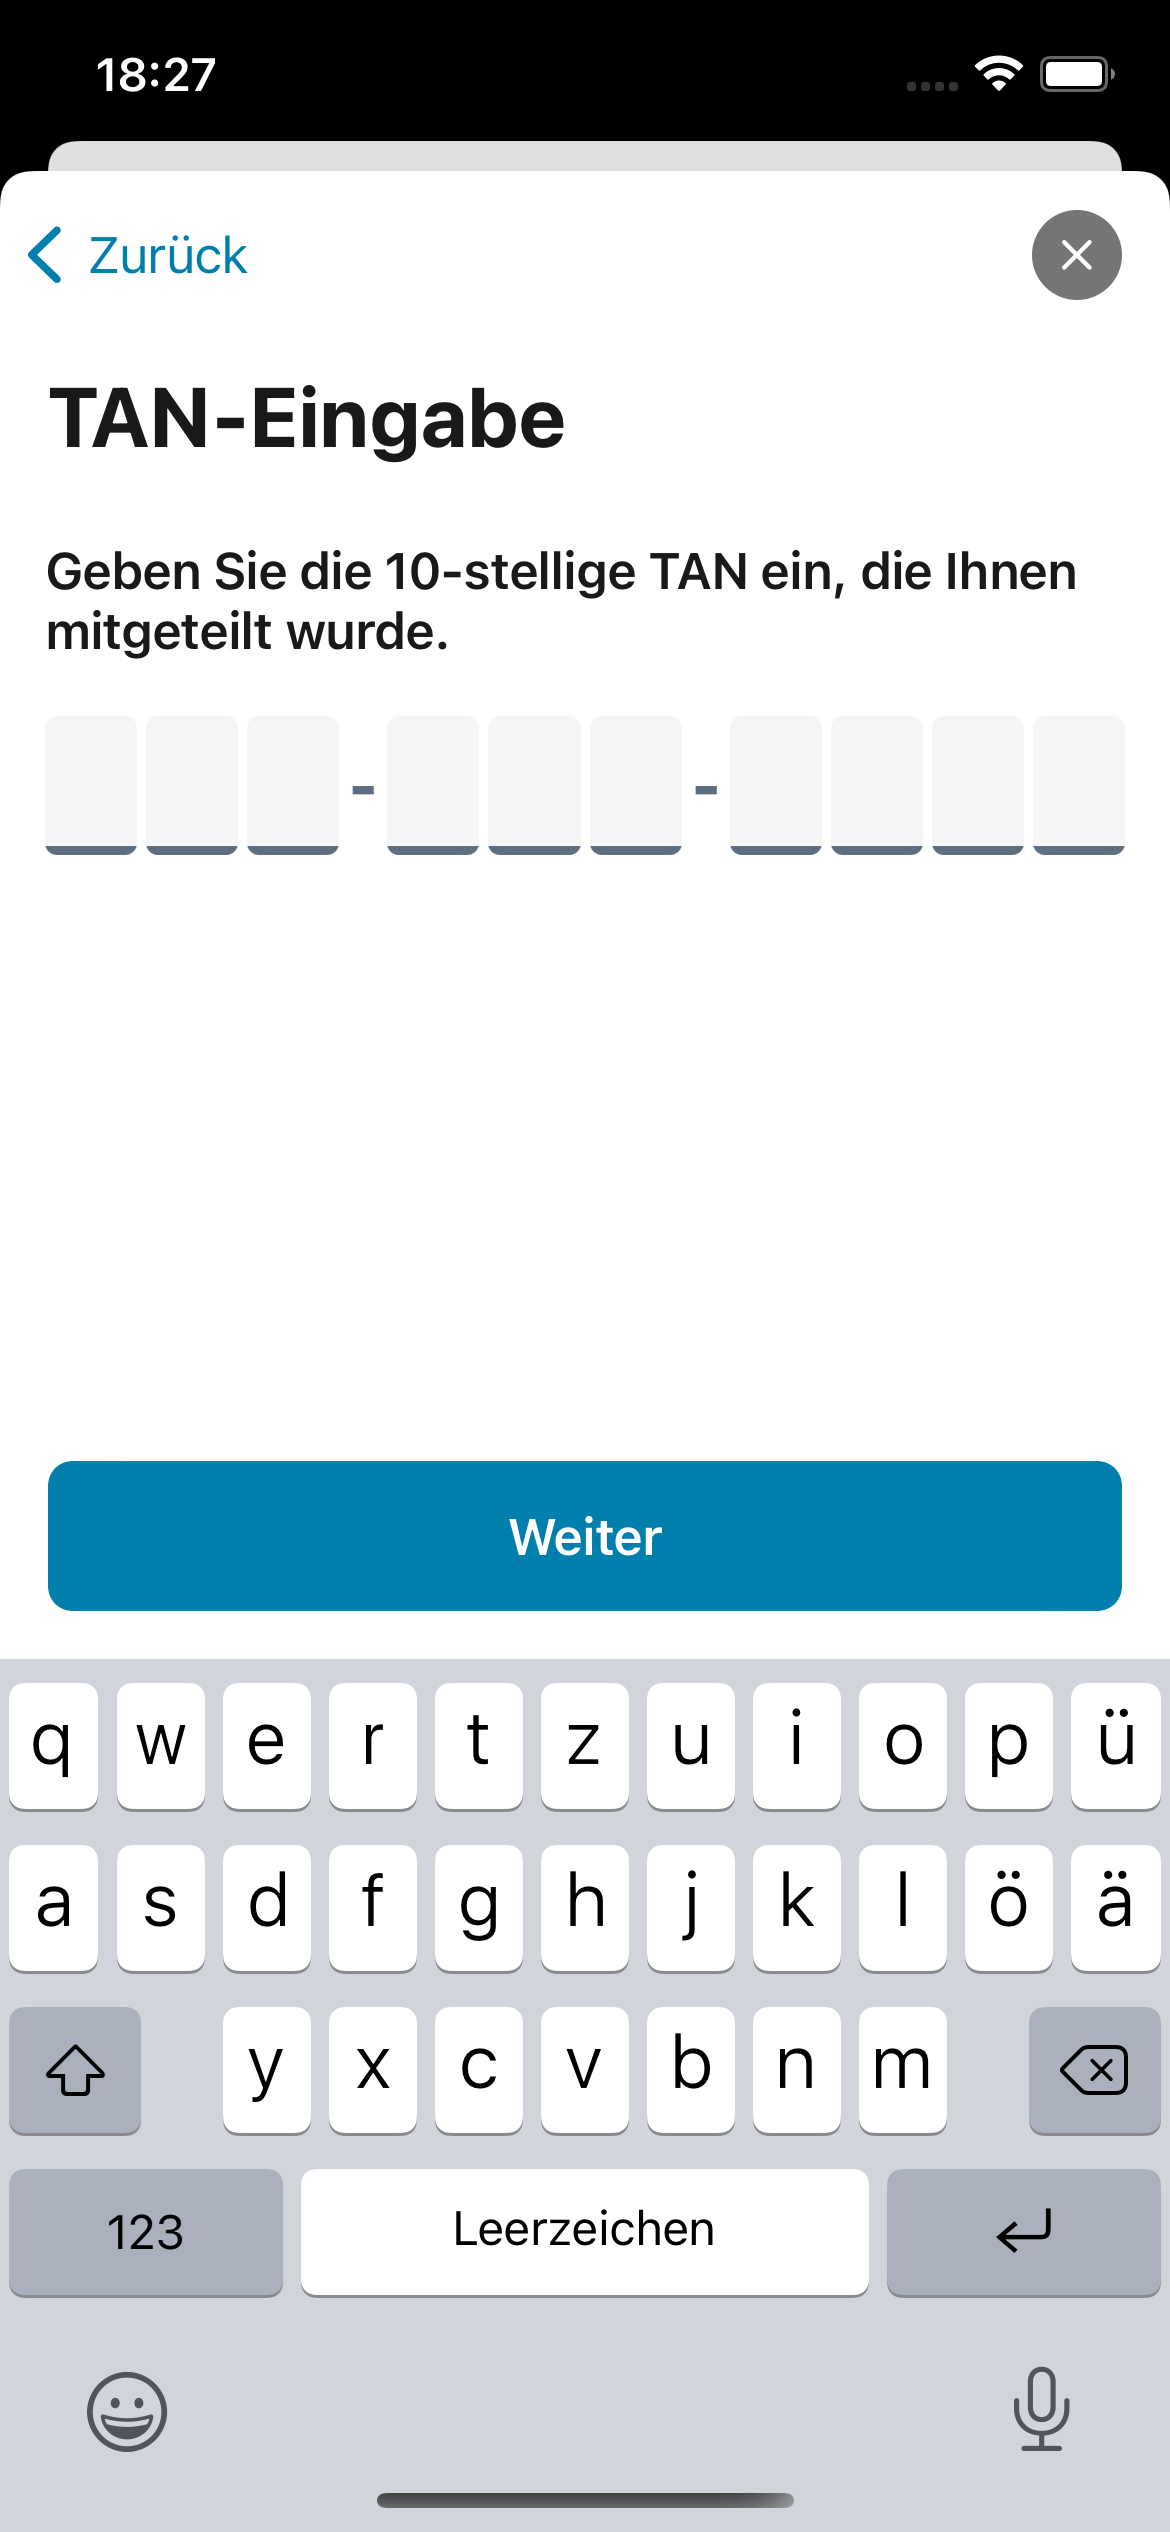 18:27
Zurück
TAN-Eingabe
Geben Sie die 10-stellige TAN ein, die Ihnen
mitgeteilt wurde.
- -
Weiter
q w e r t z u i o p ü
a s d f g h j k l ö ä
y x c v b n m
123 Leerzeichen